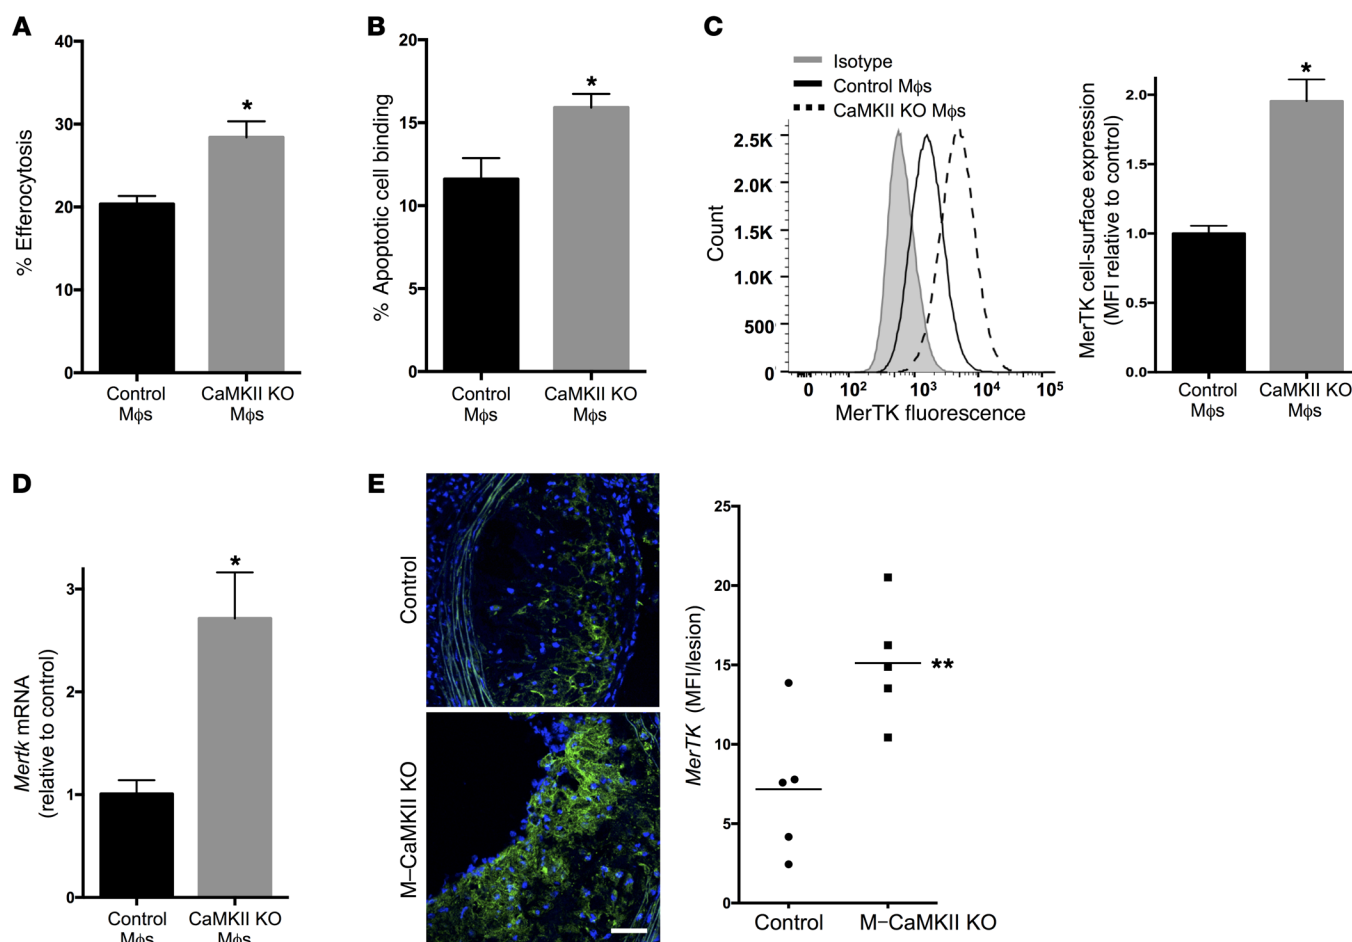 A
40
30
20
10
0
% Efferocytosis
*
Control
Mϕs
CaMKII KO
Mϕs
B
20
15
10
5
0
% Apoptotic cell binding
*
Control
Mϕs
CaMKII KO
Mϕs
C
Isotype
Control Mϕs
CaMKII KO Mϕs
2.5K
2.0K
1.5K
1.0K
500
0
Count
0 10² 10³ 10⁴ 10⁵
MerTK fluorescence
MerTK cell-surface expression
(MFI relative to control)
2.0
1.5
1.0
0.5
0.0
*
Control
Mϕs
CaMKII KO
Mϕs
D
Mertk mRNA
(relative to control)
3
2
1
0
*
Control
Mϕs
CaMKII KO
Mϕs
E
Control
M–CaMKII KO
MerTK (MFI/lesion)
25
20
15
10
5
0
**
Control
M–CaMKII KO